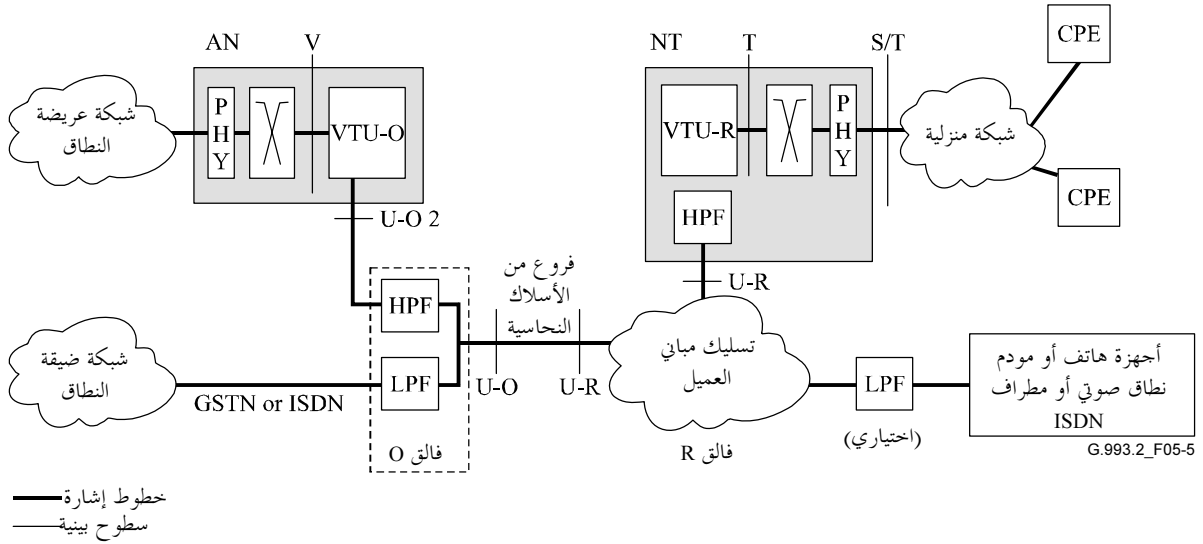 AN
V
NT
T
S/T
CPE
شبكة عريضة
النطاق
P
H
Y
VTU-O
VTU-R
P
H
Y
شبكة منزلية
CPE
HPF
U-O 2
U-R
فروع من
الأسلاك
النحاسية
HPF
LPF
U-O
U-R
شبكة ضيقة
النطاق
GSTN or ISDN
فالق O
تسليك مباني
العميل
فالق R
LPF
(اختياري)
أجهزة هاتف أو مودم
نطاق صوتي أو مطراف
ISDN
G.993.2_F05-5
خطوط إشارة
سطوح بينية